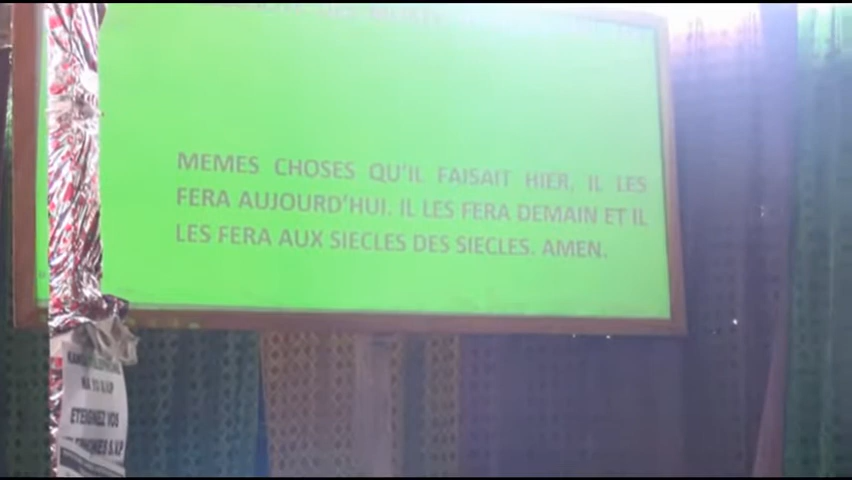 MEMES CHOSES QU'IL FAISAIT HIER, IL LES
FERA AUJOURD'HUI. IL LES FERA DEMAIN ET IL
LES FERA AUX SIECLES DES SIECLES. AMEN.
ETEIGNEZ VOS
S.V.P